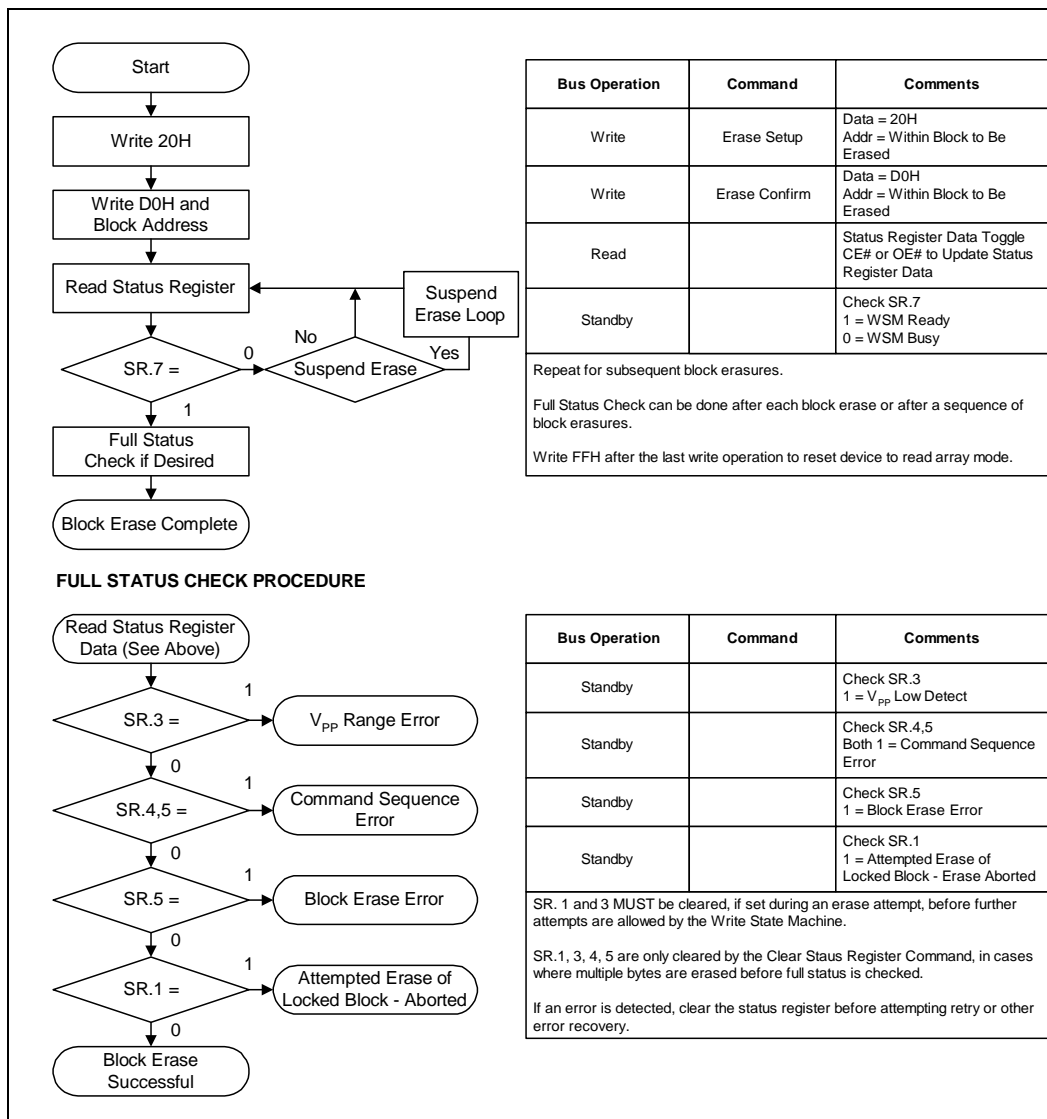 Start
Write 20H
Write D0H and
Block Address
Read Status Register
Suspend
Erase Loop
No
Yes
SR.7 =
0
Suspend Erase
1
Full Status
Check if Desired
Block Erase Complete
Bus Operation Command Comments
Write Erase Setup Data = 20H
Addr = Within Block to Be
Erased
Write Erase Confirm Data = D0H
Addr = Within Block to Be
Erased
Read Status Register Data Toggle
CE# or OE# to Update Status
Register Data
Standby Check SR.7
1 = WSM Ready
0 = WSM Busy
Repeat for subsequent block erasures.
Full Status Check can be done after each block erase or after a sequence of
block erasures.
Write FFH after the last write operation to reset device to read array mode.
FULL STATUS CHECK PROCEDURE
Read Status Register
Data (See Above)
SR.3 =
1
VPP Range Error
0
SR.4,5 =
1
Command Sequence
Error
0
SR.5 =
1
Block Erase Error
0
SR.1 =
1
Attempted Erase of
Locked Block - Aborted
0
Block Erase
Successful
Bus Operation Command Comments
Standby Check SR.3
1 = VPP Low Detect
Standby Check SR.4,5
Both 1 = Command Sequence
Error
Standby Check SR.5
1 = Block Erase Error
Standby Check SR.1
1 = Attempted Erase of
Locked Block - Erase Aborted
SR. 1 and 3 MUST be cleared, if set during an erase attempt, before further
attempts are allowed by the Write State Machine.
SR.1, 3, 4, 5 are only cleared by the Clear Staus Register Command, in cases
where multiple bytes are erased before full status is checked.
If an error is detected, clear the status register before attempting retry or other
error recovery.